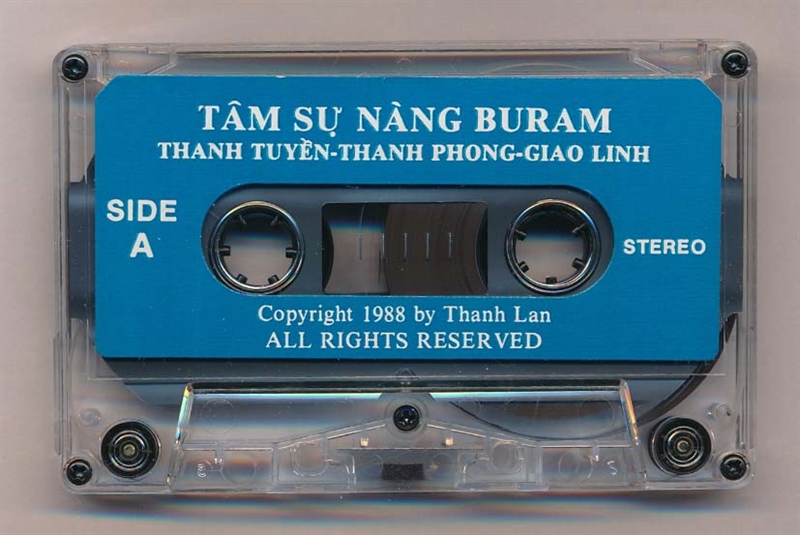 TÂM SỰ NÀNG BURAM
THANH TUYỀN-THANH PHONG-GIAO LINH
SIDE
A
STEREO
Copyright 1988 by Thanh Lan
ALL RIGHTS RESERVED